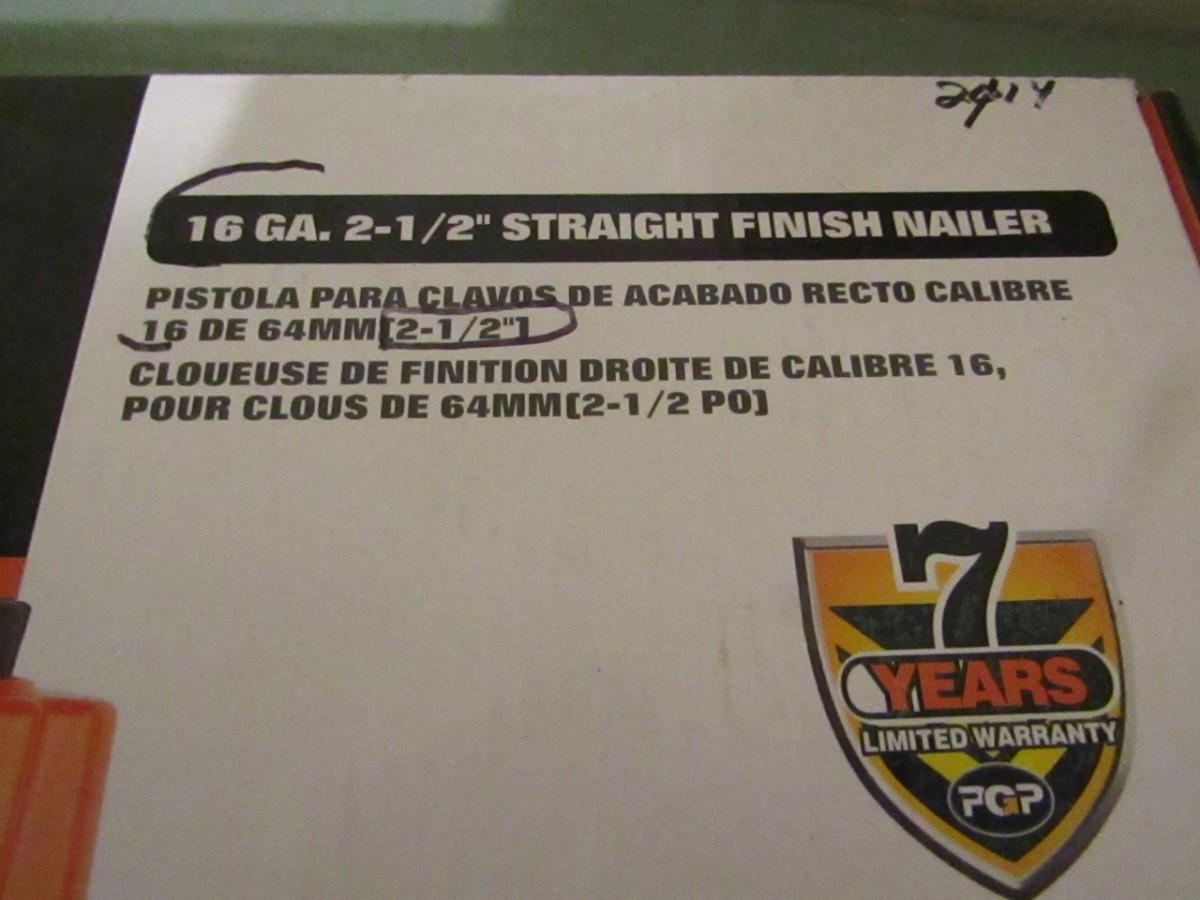 16 GA. 2-1/2" STRAIGHT FINISH NAILER
PISTOLA PARA CLAVOS DE ACABADO RECTO CALIBRE
16 DE 64MM[2-1/2"]
CLOUEUSE DE FINITION DROITE DE CALIBRE 16,
POUR CLOUS DE 64MM[2-1/2 PO]
7
YEARS
LIMITED WARRANTY
PGP